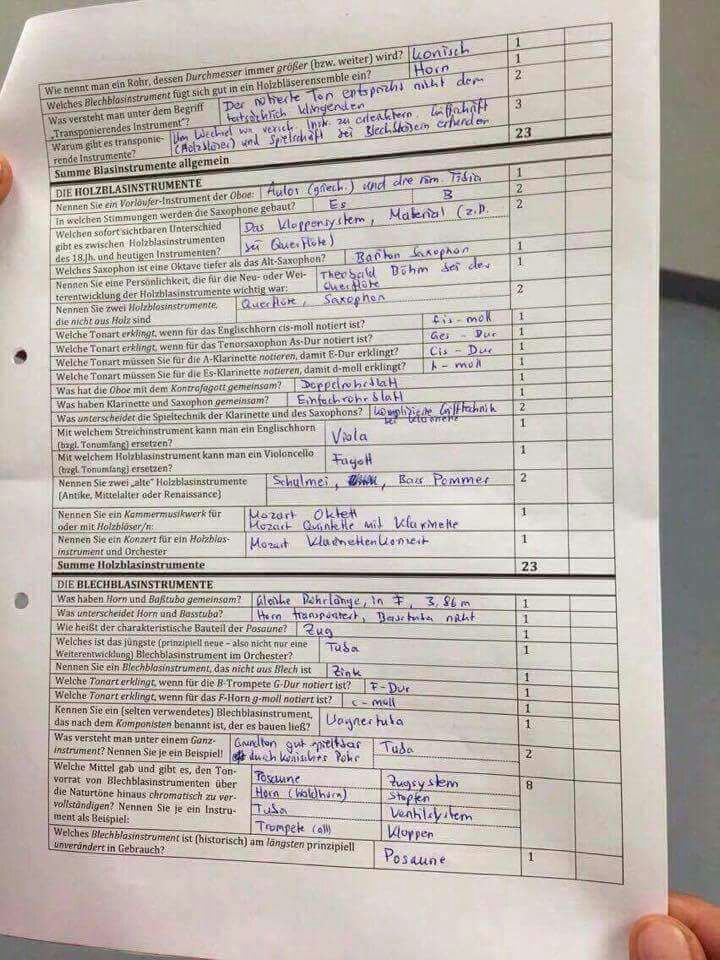 Wie nennt man ein Rohr, dessen Durchmesser immer größer (bzw. weiter) wird? konisch 1
Welches Blechblasinstrument fügt sich gut in ein Holzbläserensemble ein? Horn 1
Was versteht man unter dem Begriff Der notierte Ton entspricht nicht dem 2
„Transponierendes Instrument“? tatsächlich klingenden
Warum gibt es transponie- Um Wechsel von versch. Instr. zu erleichtern. 3
rende Instrumente? (Holzbläser) und bei Blechbläsern
Summe Blasinstrumente allgemein 23
DIE HOLZBLASINSTRUMENTE
Nennen Sie ein Vorläufer-Instrument der Oboe: Aulos (griech.) und die röm. Tibia 1
In welchen Stimmungen werden die Saxophone gebaut? Es B 2
Welchen sofort sichtbaren Unterschied Das Klappensystem, Material (z.B. 2
gibt es zwischen Holzblasinstrumenten bei Querflöte)
des 18.Jh. und heutigen Instrumenten?
Welches Saxophon ist eine Oktave tiefer als das Alt-Saxophon? Bariton Saxophon 1
Nennen Sie eine Persönlichkeit, die für die Neu- oder Wei- Theobald Böhm bei der 1
terentwicklung der Holzblasinstrumente wichtig war: Querflöte
Nennen Sie zwei Holzblasinstrumente, Querflöte, Saxophon 2
die nicht aus Holz sind
Welche Tonart erklingt, wenn für das Englischhorn cis-moll notiert ist? fis-moll 1
Welche Tonart erklingt, wenn für das Tenorsaxophon As-Dur notiert ist? Ges-Dur 1
Welche Tonart müssen Sie für die A-Klarinette notieren, damit E-Dur erklingt? Cis-Dur 1
Welche Tonart müssen Sie für die Es-Klarinette notieren, damit d-moll erklingt? h-moll 1
Was hat die Oboe mit dem Kontrafagott gemeinsam? Doppelrohrblatt 1
Was haben Klarinette und Saxophon gemeinsam? Einfachrohrblatt 1
Was unterscheidet die Spieltechnik der Klarinette und des Saxophons? komplizierte Grifftechnik 2
bei Klarinette
Mit welchem Streichinstrument kann man ein Englischhorn Viola 1
(bzgl. Tonumfang) ersetzen?
Mit welchem Holzblasinstrument kann man ein Violoncello Fagott 1
(bzgl. Tonumfang) ersetzen?
Nennen Sie zwei „alte“ Holzblasinstrumente Schalmei, Bass Pommer 2
(Antike, Mittelalter oder Renaissance)
Nennen Sie ein Kammermusikwerk für Mozart Oktett 1
oder mit Holzbläser/n: Mozart Quintette mit Klarinette
Nennen Sie ein Konzert für ein Holzblas- Mozart Klarinettenkonzert 1
instrument und Orchester
Summe Holzblasinstrumente 23
DIE BLECHBLASINSTRUMENTE
Was haben Horn und Baßtuba gemeinsam? Gleiche Rohrlänge, in F, 3,86m 1
Was unterscheidet Horn und Basstuba? Horn transponiert, Basstuba nicht 1
Wie heißt der charakteristische Bauteil der Posaune? Zug 1
Welches ist das jüngste (prinzipiell neue – also nicht nur eine Tuba 1
Weiterentwicklung) Blechblasinstrument im Orchester?
Nennen Sie ein Blechblasinstrument, das nicht aus Blech ist Zink 1
Welche Tonart erklingt, wenn für die B-Trompete G-Dur notiert ist? F-Dur 1
Welche Tonart erklingt, wenn für das F-Horn g-moll notiert ist? c-moll 1
Kennen Sie ein (selten verwendetes) Blechblasinstrument, Wagnertuba 1
das nach dem Komponisten benannt ist, der es bauen ließ?
Was versteht man unter einem Ganz- Grundton gut spielbar Tuba 2
instrument? Nennen Sie je ein Beispiel! durch konisches Rohr
Welche Mittel gab und gibt es, den Ton- Posaune Zugsystem 8
vorrat von Blechblasinstrumenten über Horn (Waldhorn) Stopfen
die Naturtöne hinaus chromatisch zu ver- Tuba Ventilsystem
vollständigen? Nennen Sie je ein Instru- Trompete (alt) Klappen
ment als Beispiel:
Welches Blechblasinstrument ist (historisch) am längsten prinzipiell Posaune 1
unverändert in Gebrauch?